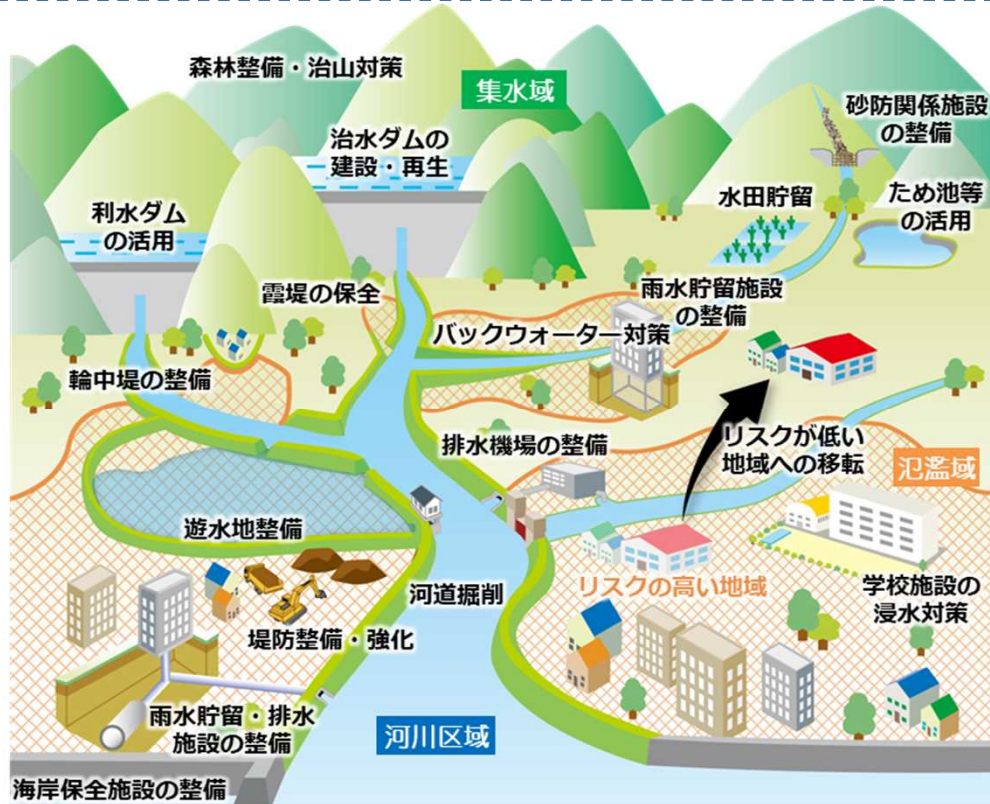 森林整備・治山対策
集水域
砂防関係施設
の整備
治水ダムの
建設・再生
水田貯留
ため池等
の活用
利水ダム
の活用
霞堤の保全
雨水貯留施設
の整備
バックウォーター対策
輪中堤の整備
排水機場の整備
リスクが低い
地域への移転
氾濫域
遊水地整備
河道掘削
リスクの高い地域
学校施設の
浸水対策
堤防整備・強化
雨水貯留・排水
施設の整備
河川区域
海岸保全施設の整備